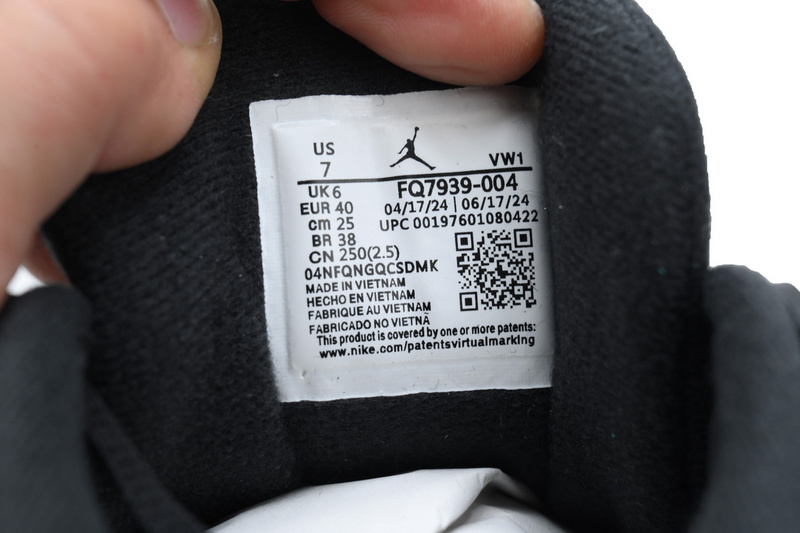 US
7
VW1
UK 6
FQ7939-004
EUR 40
04/17/24 | 06/17/24
cm 25
UPC 00197601080422
BR 38
CN 250(2.5)
04NFQNGQCSDMK
MADE IN VIETNAM
HECHO EN VIETNAM
FABRIQUE AU VIETNAM
FABRICADO NO VIETNÃ
This product is covered by one or more patents:
www.nike.com/patentsvirtualmarking